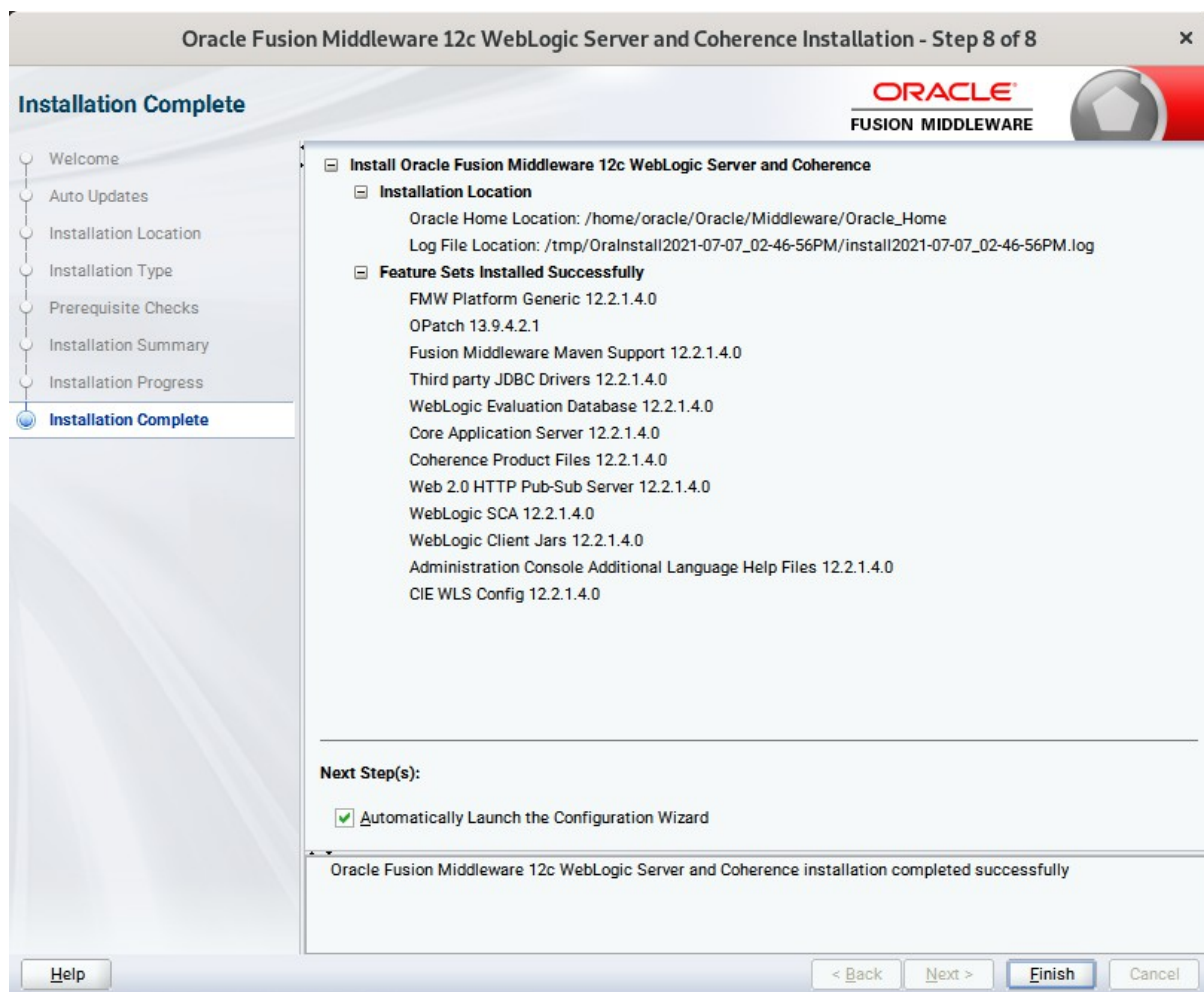 Oracle Fusion Middleware 12c WebLogic Server and Coherence Installation - Step 8 of 8
Installation Complete
ORACLE
FUSION MIDDLEWARE
Welcome
Auto Updates
Installation Location
Installation Type
Prerequisite Checks
Installation Summary
Installation Progress
Installation Complete
Install Oracle Fusion Middleware 12c WebLogic Server and Coherence
Installation Location
Oracle Home Location: /home/oracle/Oracle/Middleware/Oracle_Home
Log File Location: /tmp/OraInstall2021-07-07_02-46-56PM/install2021-07-07_02-46-56PM.log
Feature Sets Installed Successfully
FMW Platform Generic 12.2.1.4.0
OPatch 13.9.4.2.1
Fusion Middleware Maven Support 12.2.1.4.0
Third party JDBC Drivers 12.2.1.4.0
WebLogic Evaluation Database 12.2.1.4.0
Core Application Server 12.2.1.4.0
Coherence Product Files 12.2.1.4.0
Web 2.0 HTTP Pub-Sub Server 12.2.1.4.0
WebLogic SCA 12.2.1.4.0
WebLogic Client Jars 12.2.1.4.0
Administration Console Additional Language Help Files 12.2.1.4.0
CIE WLS Config 12.2.1.4.0
Next Step(s):
Automatically Launch the Configuration Wizard
Oracle Fusion Middleware 12c WebLogic Server and Coherence installation completed successfully
Help
< Back
Next >
Finish
Cancel